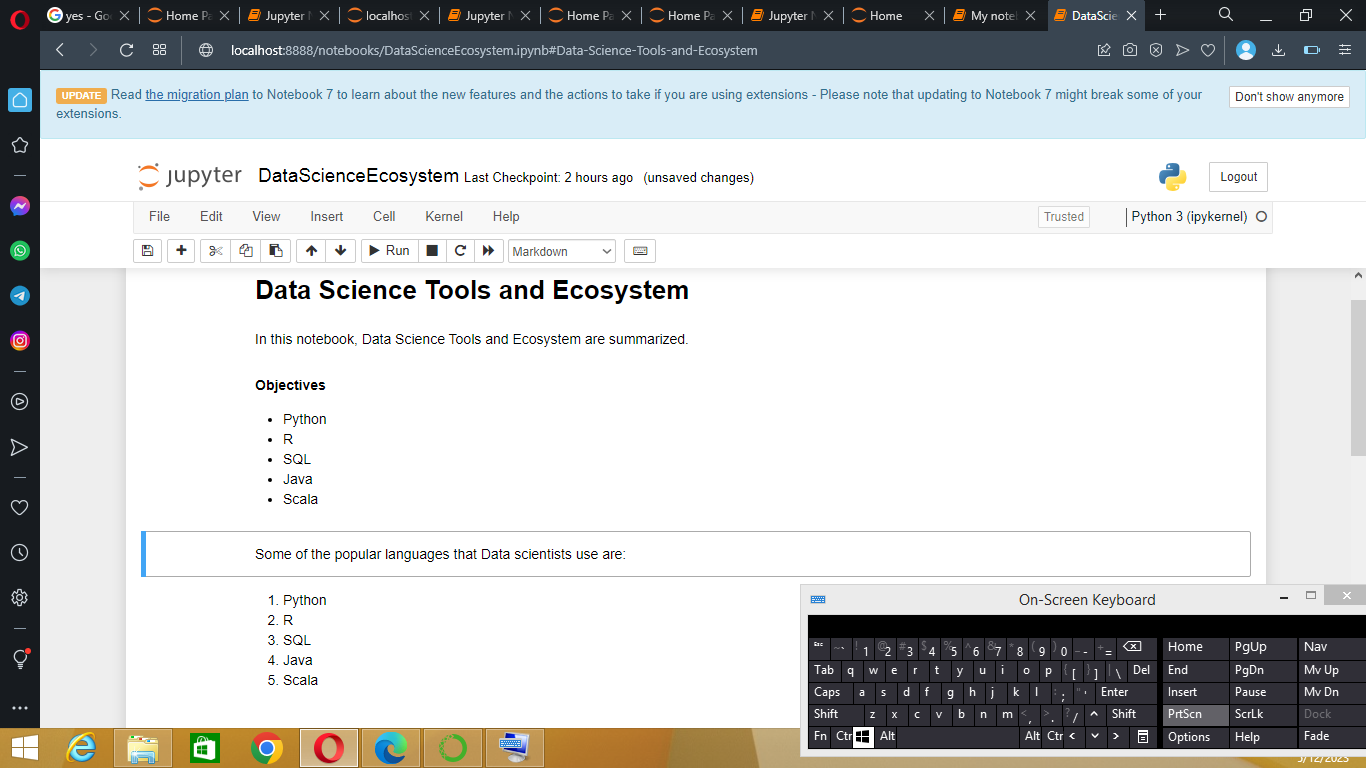 yes - Go
Home Pa
Jupyter N
localhost
Jupyter N
Home Pa
Home Pa
Jupyter N
Home
My note
DataScie
localhost:8888/notebooks/DataScienceEcosystem.ipynb#Data-Science-Tools-and-Ecosystem
UPDATE Read the migration plan to Notebook 7 to learn about the new features and the actions to take if you are using extensions - Please note that updating to Notebook 7 might break some of your
extensions.
Don't show anymore
jupyter DataScienceEcosystem Last Checkpoint: 2 hours ago (unsaved changes)
Logout
File Edit View Insert Cell Kernel Help
Trusted Python 3 (ipykernel)
Run Markdown
Data Science Tools and Ecosystem
In this notebook, Data Science Tools and Ecosystem are summarized.
Objectives
• Python
• R
• SQL
• Java
• Scala
Some of the popular languages that Data scientists use are:
1. Python
2. R
3. SQL
4. Java
5. Scala
On-Screen Keyboard
Esc ~ ` ! 1 @ 2 # 3 $ 4 % 5 ^ 6 & 7 * 8 ( 9 ) 0 _ - + = Home PgUp Nav
Tab q w e r t y u i o p { [ } ] | \ Del End PgDn Mv Up
Caps a s d f g h j k l : ; " ' Enter Insert Pause Mv Dn
Shift z x c v b n m < , > . ? / Shift PrtScn ScrLk Dock
Fn Ctr Alt Alt Ctr Options Help Fade